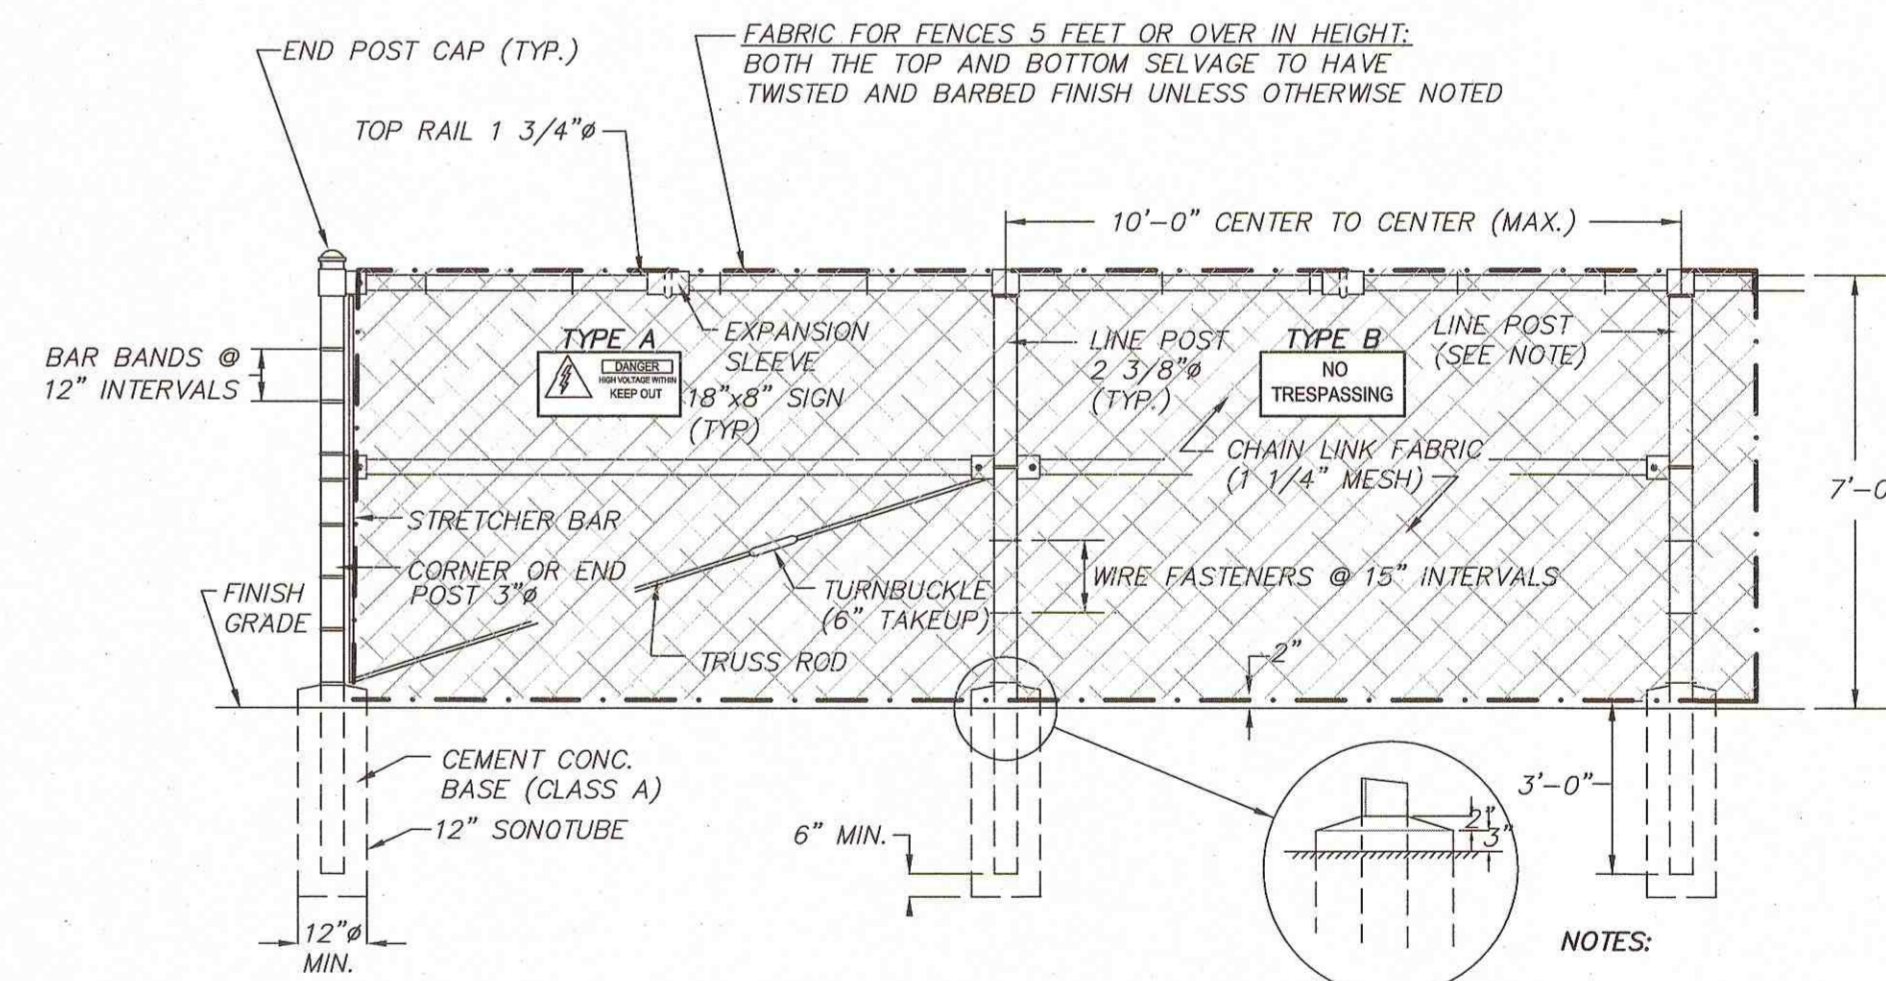 END POST CAP (TYP.)
FABRIC FOR FENCES 5 FEET OR OVER IN HEIGHT:
BOTH THE TOP AND BOTTOM SELVAGE TO HAVE
TWISTED AND BARBED FINISH UNLESS OTHERWISE NOTED
TOP RAIL 1 3/4"ø
10'-0" CENTER TO CENTER (MAX.)
BAR BANDS @
12" INTERVALS
TYPE A
DANGER
HIGH VOLTAGE WITHIN
KEEP OUT
EXPANSION
SLEEVE
18"x8" SIGN
(TYP)
LINE POST
2 3/8"ø
(TYP.)
TYPE B
NO
TRESPASSING
LINE POST
(SEE NOTE)
CHAIN LINK FABRIC
(1 1/4" MESH)
7'-0
STRETCHER BAR
CORNER OR END
POST 3"ø
FINISH
GRADE
TURNBUCKLE
(6" TAKEUP)
WIRE FASTENERS @ 15" INTERVALS
TRUSS ROD
2"
CEMENT CONC.
BASE (CLASS A)
12" SONOTUBE
6" MIN.
2"
3"
3'-0"
12"ø
MIN.
NOTES: